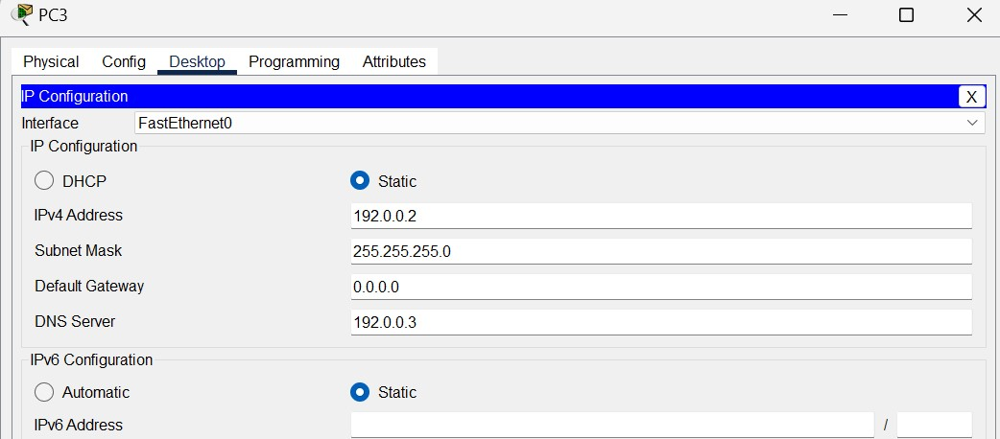 PC3
Physical Config Desktop Programming Attributes
IP Configuration X
Interface FastEthernet0
IP Configuration
DHCP Static
IPv4 Address 192.0.0.2
Subnet Mask 255.255.255.0
Default Gateway 0.0.0.0
DNS Server 192.0.0.3
IPv6 Configuration
Automatic Static
IPv6 Address /